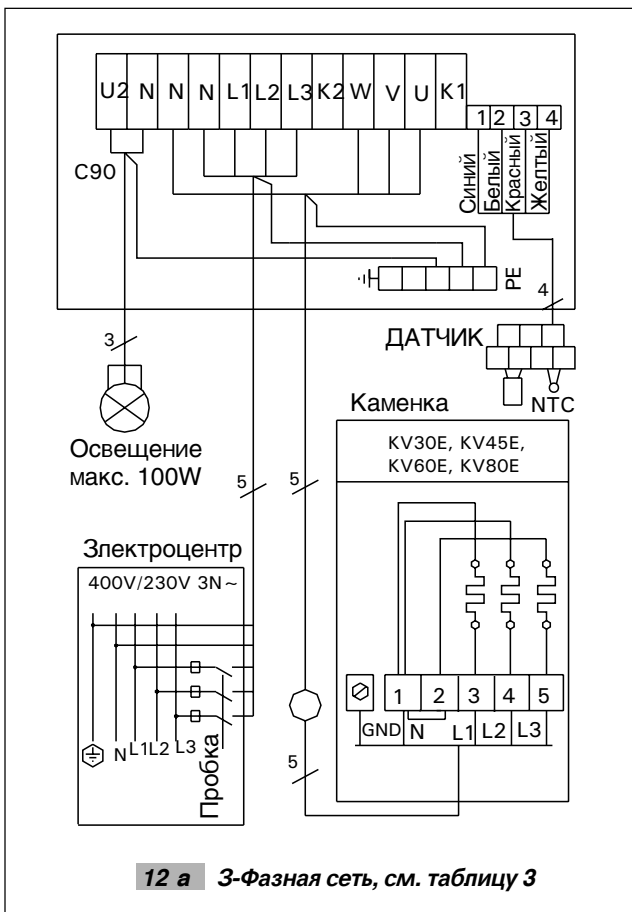 U2 N N N L1 L2 L3 K2 W V U K1
1 2 3 4
Синий
Белый
Красный
Желтый
C90
PE
3
4
ДАТЧИК
NTC
Освещение
макс. 100W
Каменка
KV30E, KV45E,
KV60E, KV80E
5
5
Злектроцентр
400V/230V 3N~
N L1 L2 L3
Пробка
5
1 2 3 4 5
GND N L1 L2 L3
12 a 3-Фазная сеть, см. таблицу 3